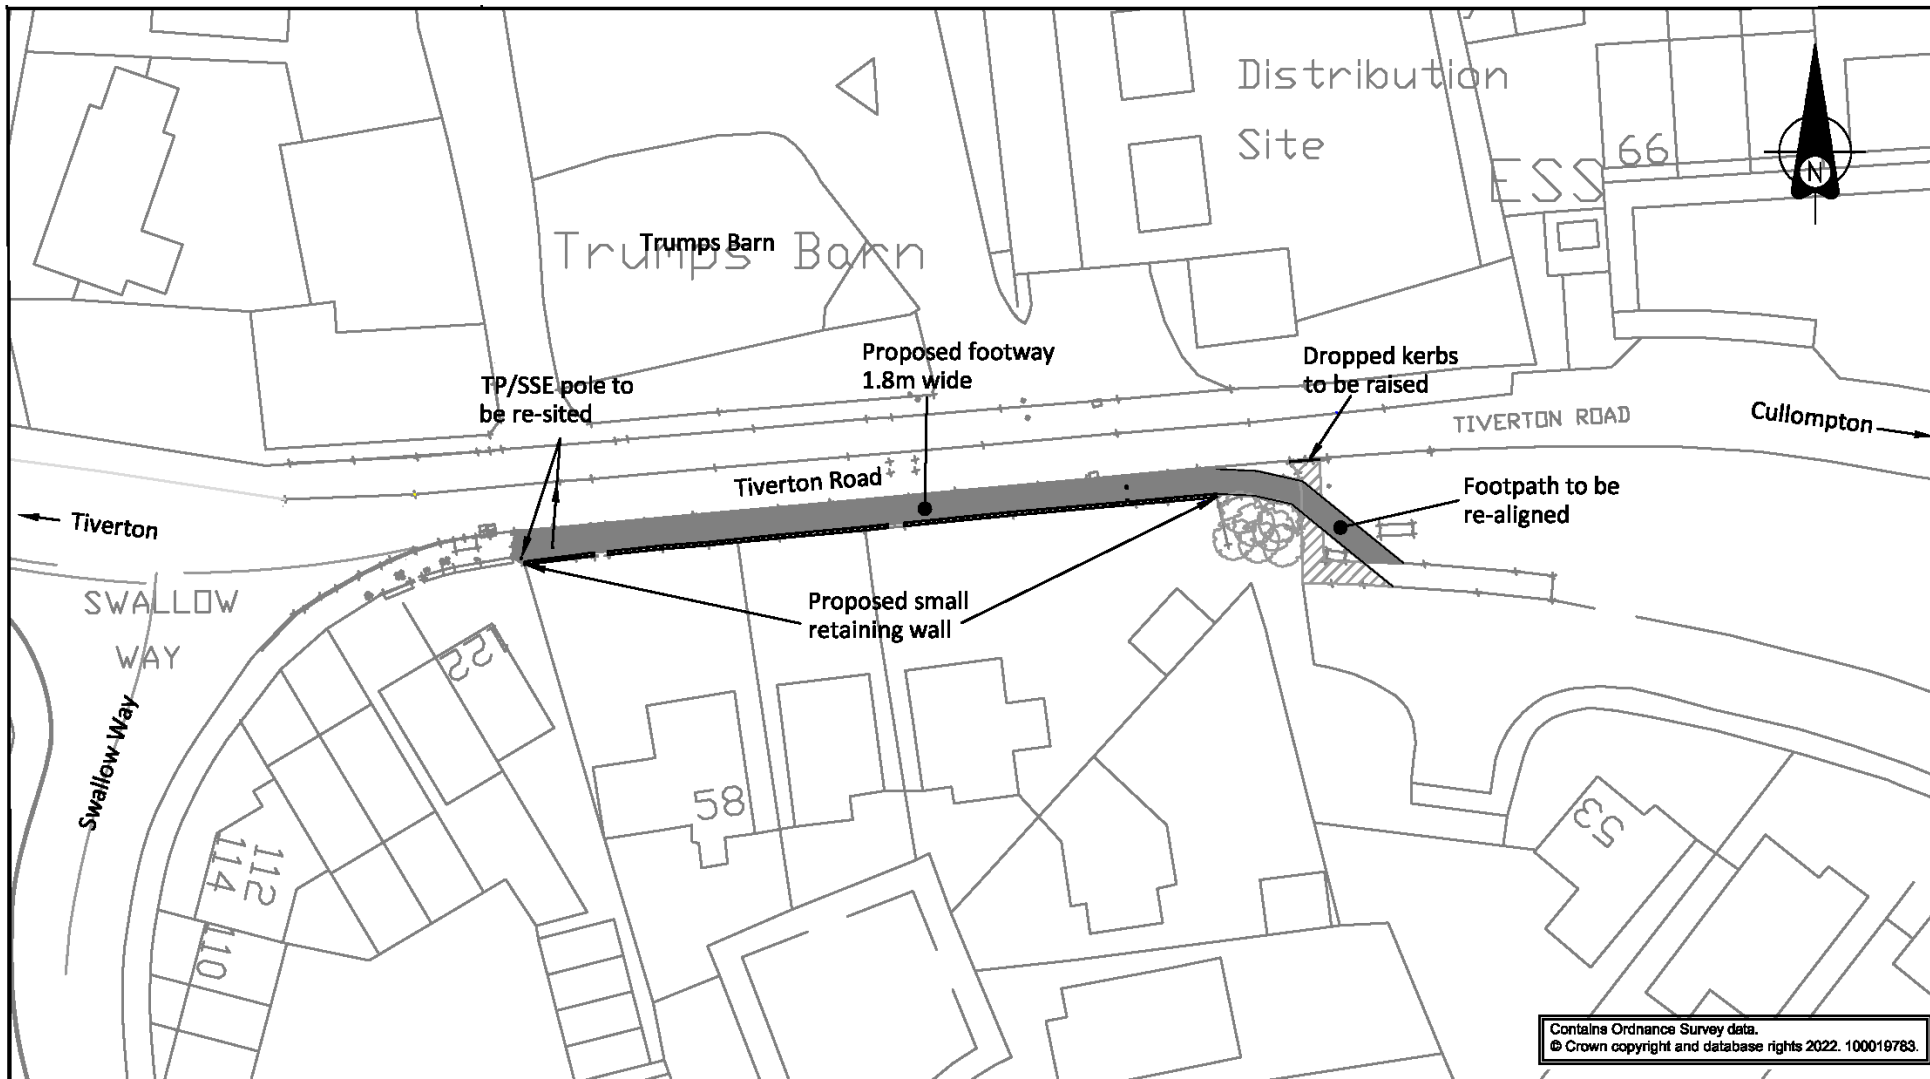 Distribution
Site
ESS
66
N
Trumps Barn
Trumps Barn
Proposed footway
1.8m wide
Dropped kerbs
to be raised
TP/SSE pole to
be re-sited
TIVERTON ROAD
Cullompton
Tiverton Road
Footpath to be
re-aligned
Tiverton
SWALLOW
WAY
Proposed small
retaining wall
22
Swallow Way
58
53
112
114
110
Contains Ordnance Survey data.
© Crown copyright and database rights 2022. 100019783.